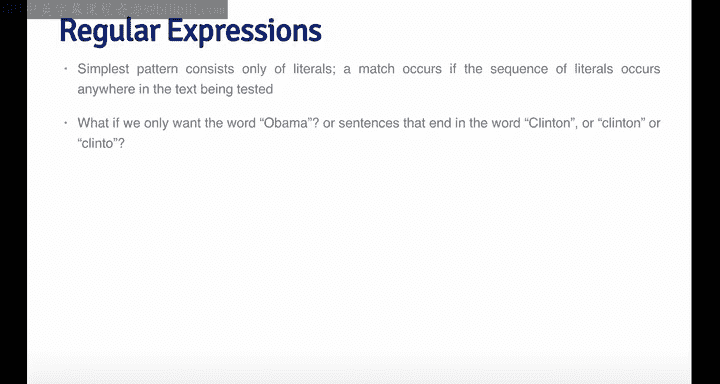 Regular Expressions
· Simplest pattern consists only of literals; a match occurs if the sequence of literals occurs
anywhere in the text being tested
· What if we only want the word “Obama”? or sentences that end in the word “Clinton”, or “clinton” or
“clinto”?